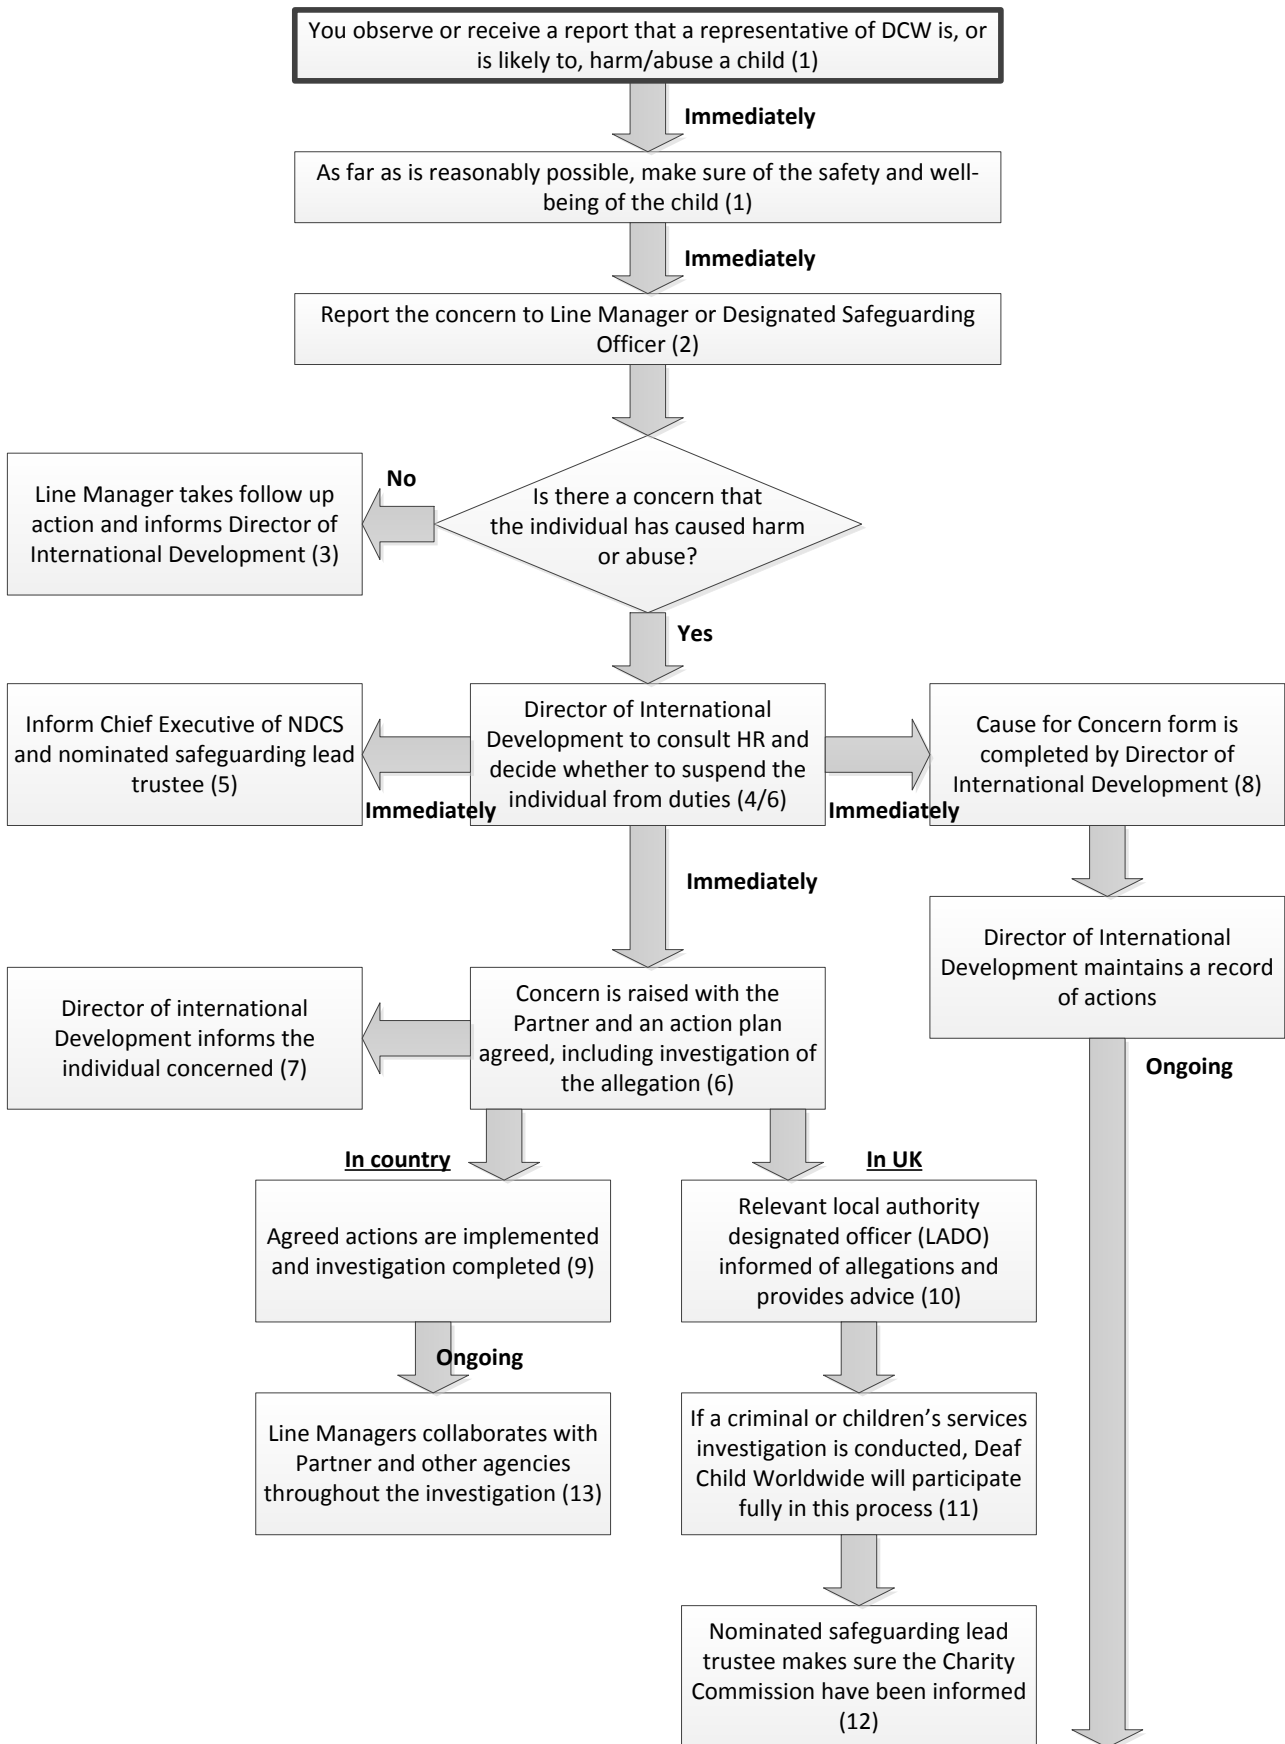 You observe or receive a report that a representative of DCW is, or
is likely to, harm/abuse a child (1)
Immediately
As far as is reasonably possible, make sure of the safety and well-
being of the child (1)
Immediately
Report the concern to Line Manager or Designated Safeguarding
Officer (2)
No
Line Manager takes follow up
action and informs Director of
International Development (3)
Is there a concern that
the individual has caused harm
or abuse?
Yes
Inform Chief Executive of NDCS
and nominated safeguarding lead
trustee (5)
Immediately
Director of International
Development to consult HR and
decide whether to suspend the
individual from duties (4/6)
Immediately
Cause for Concern form is
completed by Director of
International Development (8)
Immediately
Director of International
Development maintains a record
of actions
Ongoing
Director of international
Development informs the
individual concerned (7)
Concern is raised with the
Partner and an action plan
agreed, including investigation of
the allegation (6)
In country
In UK
Agreed actions are implemented
and investigation completed (9)
Relevant local authority
designated officer (LADO)
informed of allegations and
provides advice (10)
Ongoing
Line Managers collaborates with
Partner and other agencies
throughout the investigation (13)
If a criminal or children’s services
investigation is conducted, Deaf
Child Worldwide will participate
fully in this process (11)
Nominated safeguarding lead
trustee makes sure the Charity
Commission have been informed
(12)